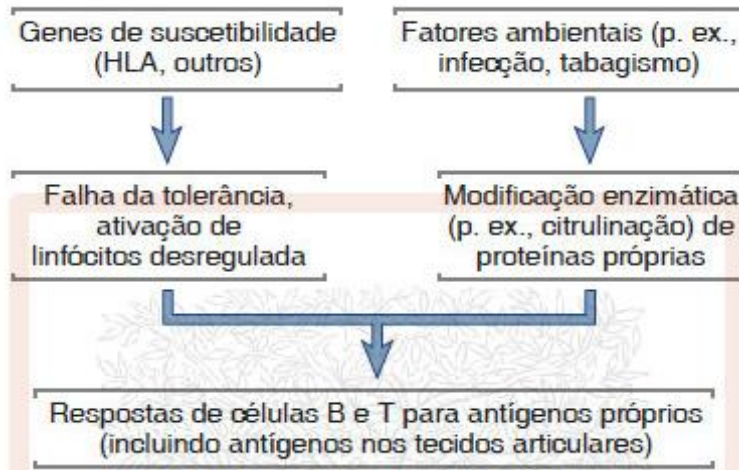 Genes de suscetibilidade
(HLA, outros)
Fatores ambientais (p. ex.,
infecção, tabagismo)
Falha da tolerância,
ativação de
linfócitos desregulada
Modificação enzimática
(p. ex., citrulinação) de
proteínas próprias
Respostas de células B e T para antígenos próprios
(incluindo antígenos nos tecidos articulares)